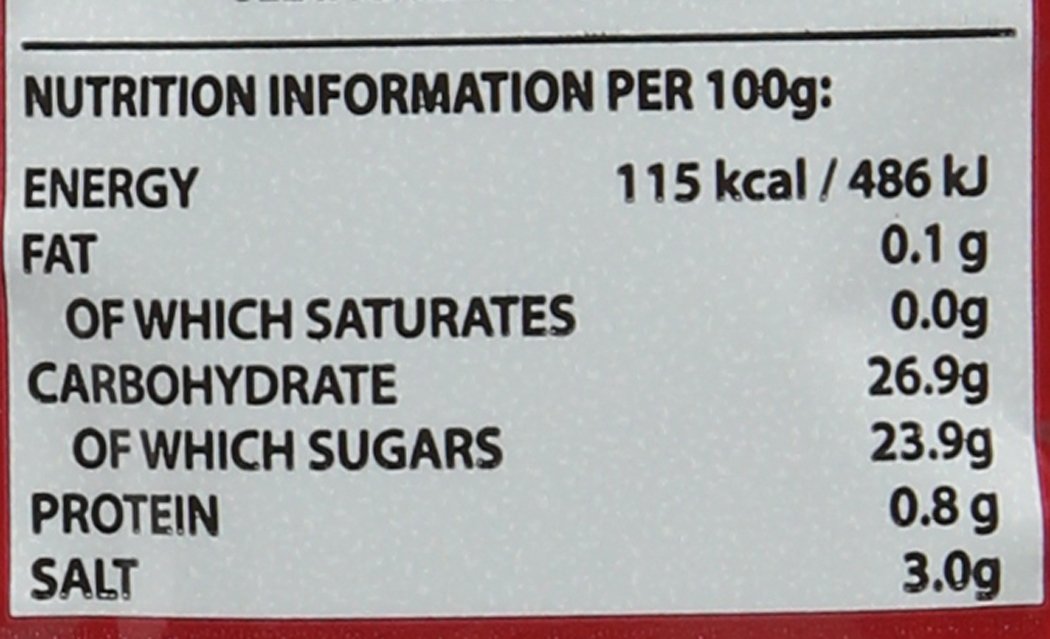 NUTRITION INFORMATION PER 100g:
ENERGY 115 kcal / 486 kJ
FAT 0.1 g
OF WHICH SATURATES 0.0g
CARBOHYDRATE 26.9g
OF WHICH SUGARS 23.9g
PROTEIN 0.8 g
SALT 3.0g